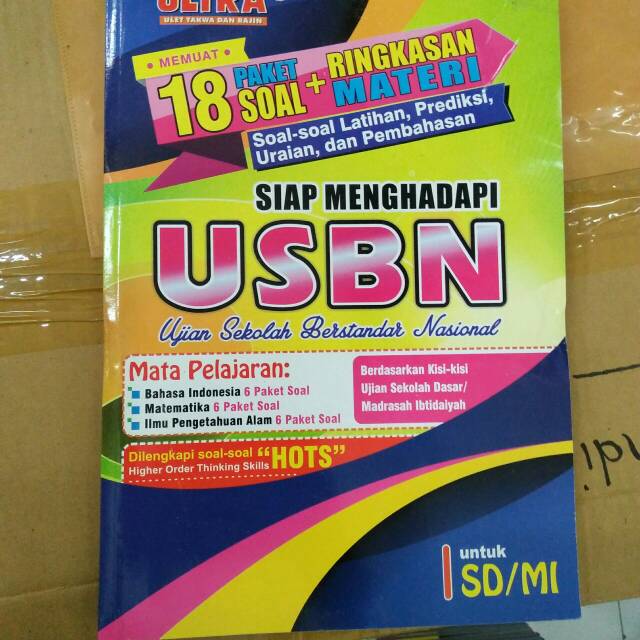 ULTRA
ULET TAKWA DAN RAJIN
• MEMUAT •
18 PAKET SOAL + RINGKASAN MATERI
Soal-soal Latihan, Prediksi,
Uraian, dan Pembahasan
SIAP MENGHADAPI
USBN
Ujian Sekolah Berstandar Nasional
Mata Pelajaran:
Bahasa Indonesia 6 Paket Soal
Matematika 6 Paket Soal
Ilmu Pengetahuan Alam 6 Paket Soal
Berdasarkan Kisi-kisi
Ujian Sekolah Dasar/
Madrasah Ibtidaiyah
Dilengkapi soal-soal "HOTS"
Higher Order Thinking Skills
untuk
SD/MI